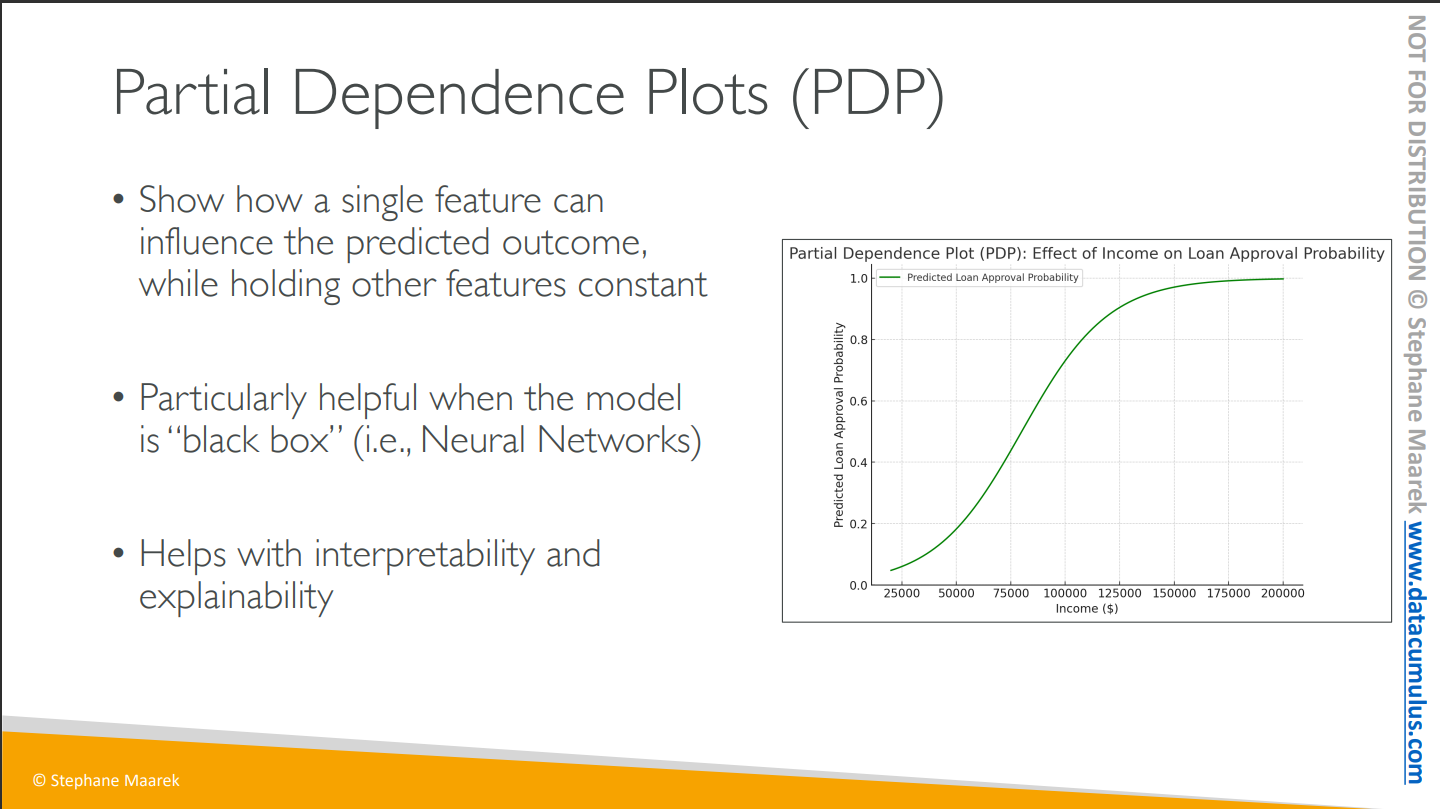 Partial Dependence Plots (PDP)
• Show how a single feature can
influence the predicted outcome,
while holding other features constant
• Particularly helpful when the model
is “black box” (i.e., Neural Networks)
• Helps with interpretability and
explainability
Partial Dependence Plot (PDP): Effect of Income on Loan Approval Probability
Predicted Loan Approval Probability
Predicted Loan Approval Probability
1.0
0.8
0.6
0.4
0.2
0.0
25000 50000 75000 100000 125000 150000 175000 200000
Income ($)
© Stephane Maarek
NOT FOR DISTRIBUTION © Stephane Maarek www.datacumulus.com